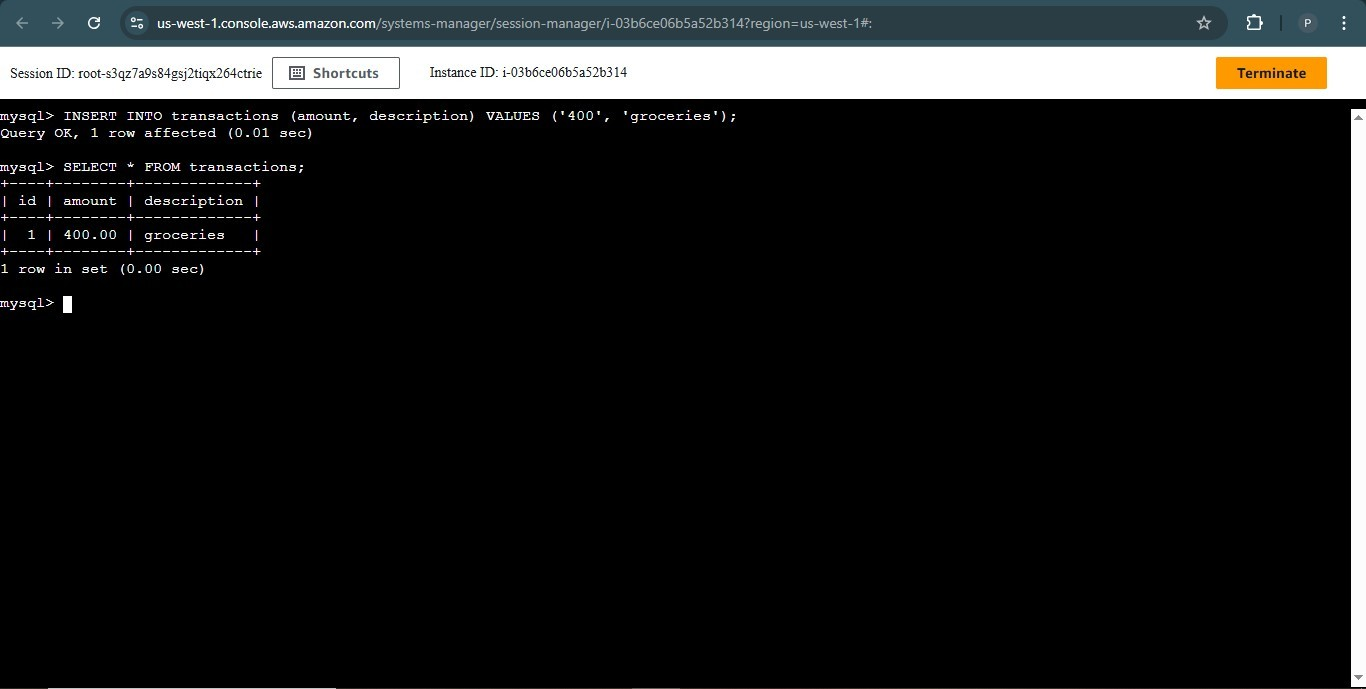 us-west-1.console.aws.amazon.com/systems-manager/session-manager/i-03b6ce06b5a52b314?region=us-west-1#:
P
Session ID: root-s3qz7a9s84gsj2tiqx264ctrie Shortcuts Instance ID: i-03b6ce06b5a52b314 Terminate
mysql> INSERT INTO transactions (amount, description) VALUES ('400', 'groceries');
Query OK, 1 row affected (0.01 sec)
mysql> SELECT * FROM transactions;
+----+--------+-------------+
| id | amount | description |
+----+--------+-------------+
|  1 | 400.00 | groceries   |
+----+--------+-------------+
1 row in set (0.00 sec)
mysql>